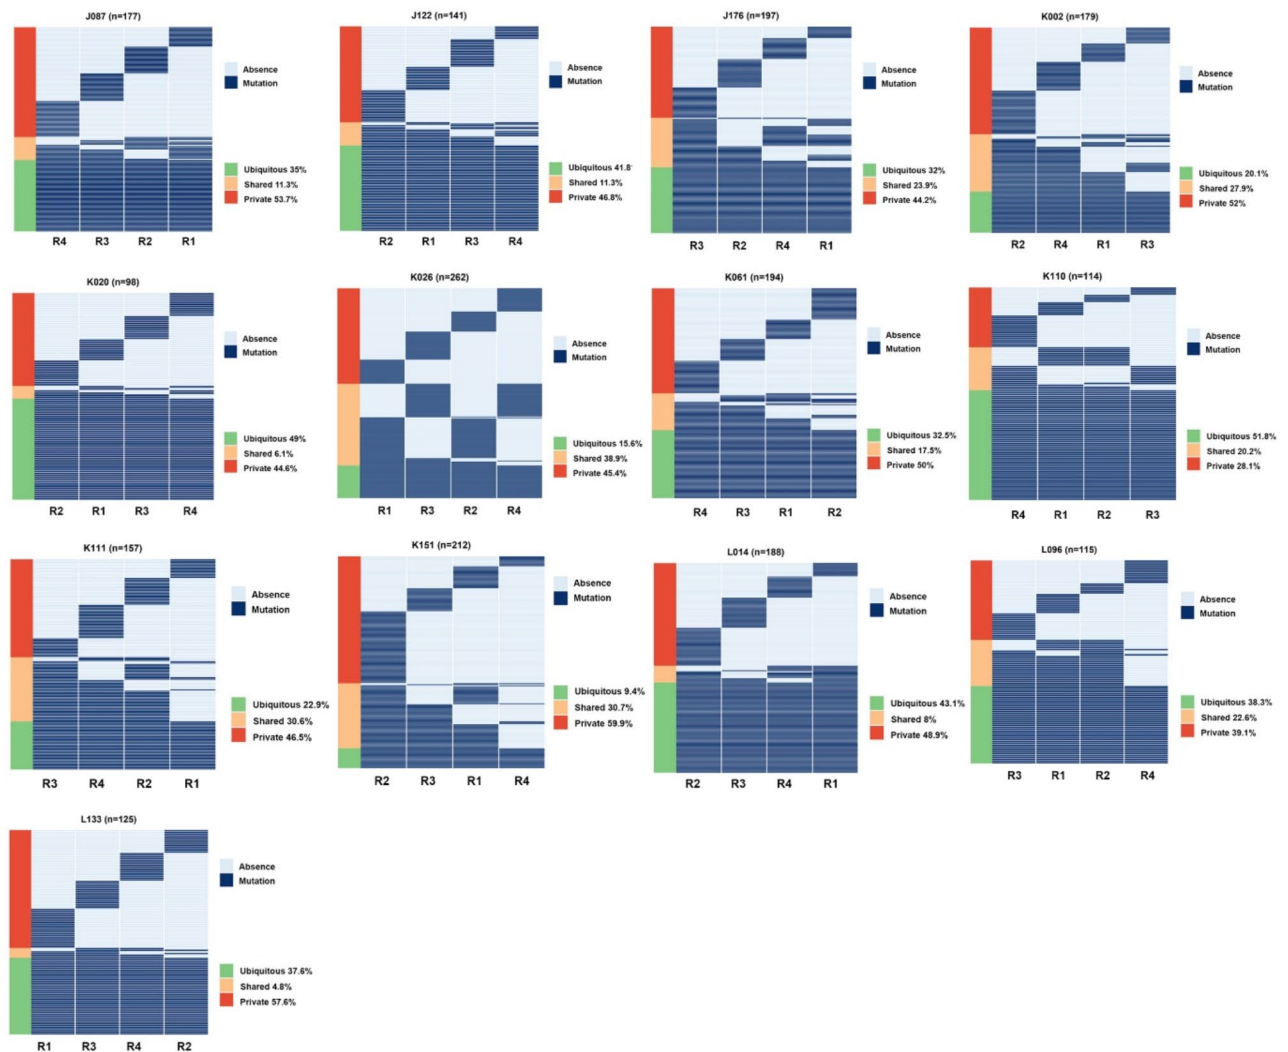 J087 (n=177)
Absence
Mutation
Ubiquitous 35%
Shared 11.3%
Private 53.7%
R4 R3 R2 R1
J122 (n=141)
Absence
Mutation
Ubiquitous 41.8
Shared 11.3%
Private 46.8%
R2 R1 R3 R4
J176 (n=197)
Absence
Mutation
Ubiquitous 32%
Shared 23.9%
Private 44.2%
R3 R2 R4 R1
K002 (n=179)
Absence
Mutation
Ubiquitous 20.1%
Shared 27.9%
Private 52%
R2 R4 R1 R3
K020 (n=98)
Absence
Mutation
Ubiquitous 49%
Shared 6.1%
Private 44.6%
R2 R1 R3 R4
K026 (n=262)
Absence
Mutation
Ubiquitous 15.6%
Shared 38.9%
Private 45.4%
R1 R3 R2 R4
K061 (n=194)
Absence
Mutation
Ubiquitous 32.5%
Shared 17.5%
Private 50%
R4 R3 R1 R2
K110 (n=114)
Absence
Mutation
Ubiquitous 51.8%
Shared 20.2%
Private 28.1%
R4 R1 R2 R3
K111 (n=157)
Absence
Mutation
Ubiquitous 22.9%
Shared 30.6%
Private 46.5%
R3 R4 R2 R1
K151 (n=212)
Absence
Mutation
Ubiquitous 9.4%
Shared 30.7%
Private 59.9%
R2 R3 R1 R4
L014 (n=188)
Absence
Mutation
Ubiquitous 43.1%
Shared 8%
Private 48.9%
R2 R3 R4 R1
L096 (n=115)
Absence
Mutation
Ubiquitous 38.3%
Shared 22.6%
Private 39.1%
R3 R1 R2 R4
L133 (n=125)
Absence
Mutation
Ubiquitous 37.6%
Shared 4.8%
Private 57.6%
R1 R3 R4 R2